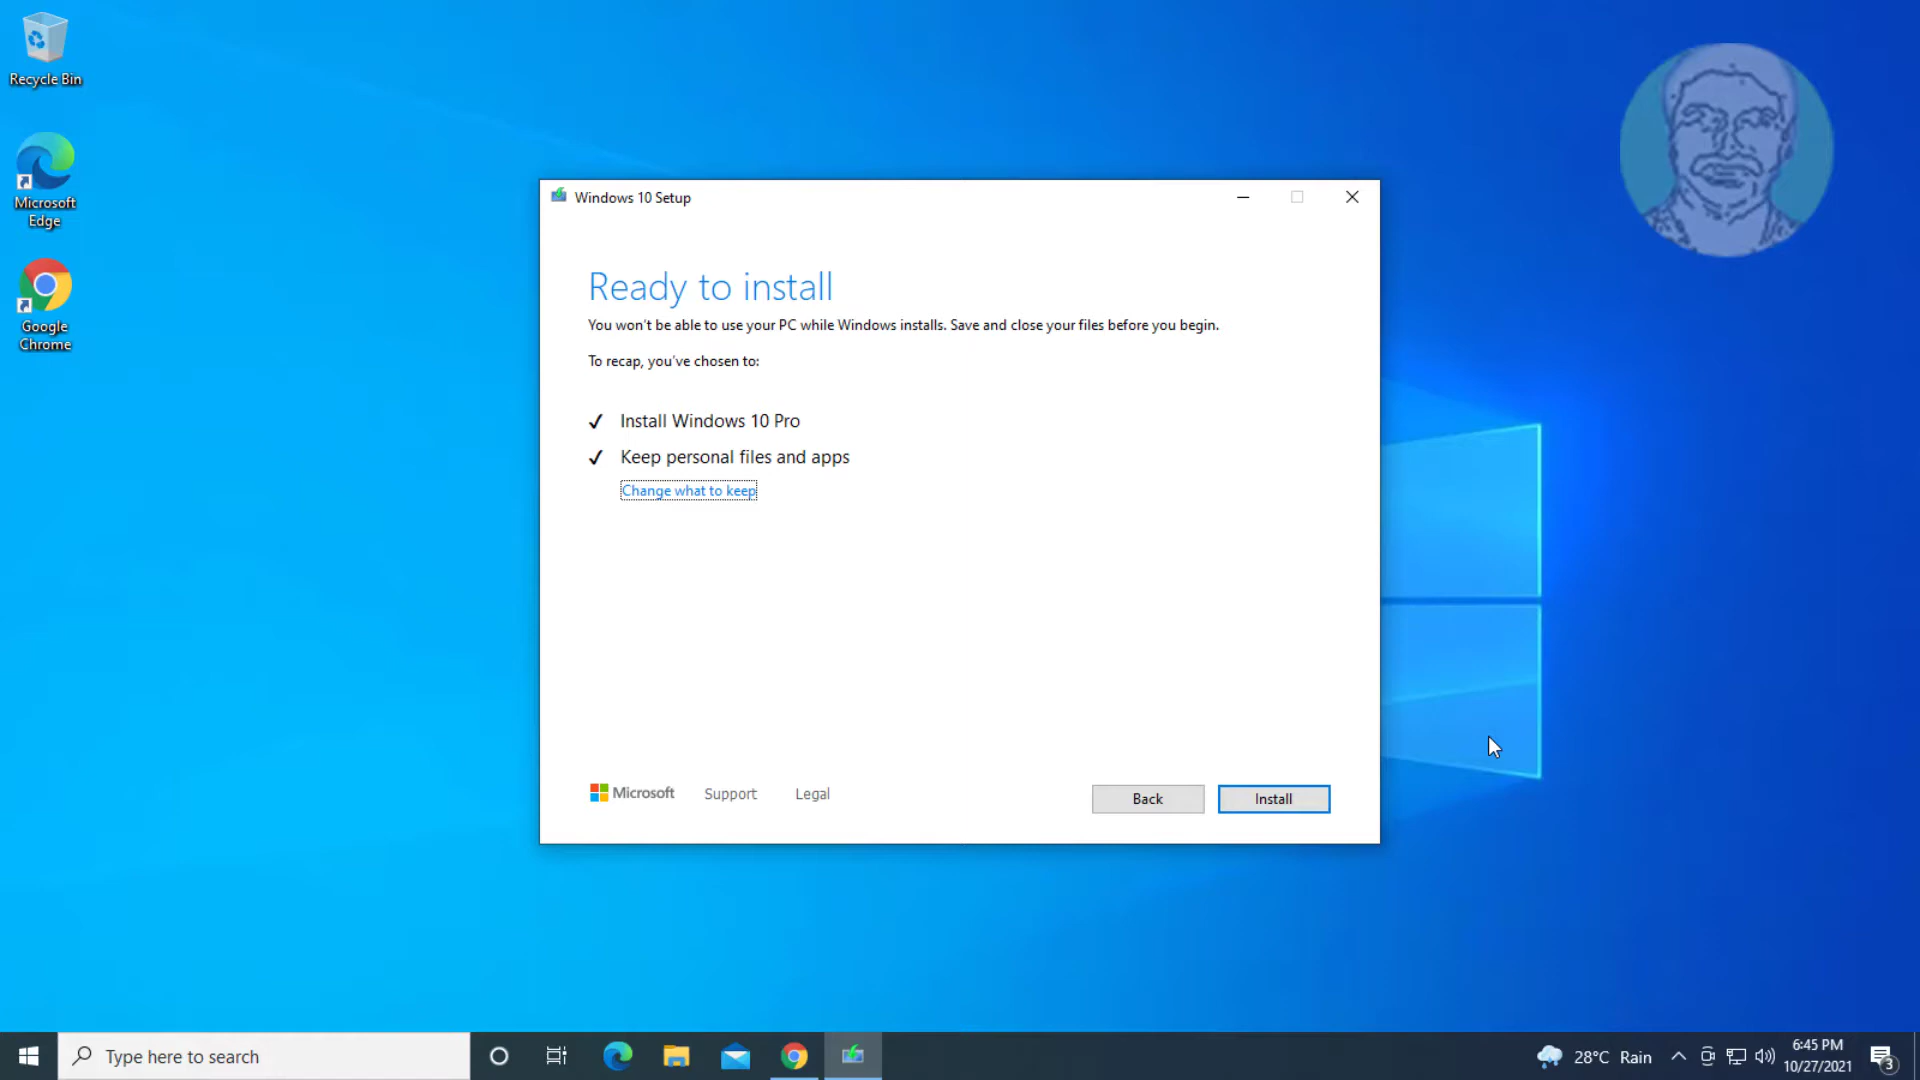 Recycle Bin
Microsoft
Edge
Google
Chrome
Windows 10 Setup
Ready to install
You won't be able to use your PC while Windows installs. Save and close your files before you begin.
To recap, you've chosen to:
✓ Install Windows 10 Pro
✓ Keep personal files and apps
Change what to keep
Microsoft Support Legal
Back Install
Type here to search
28°C Rain
6:45 PM
10/27/2021
3